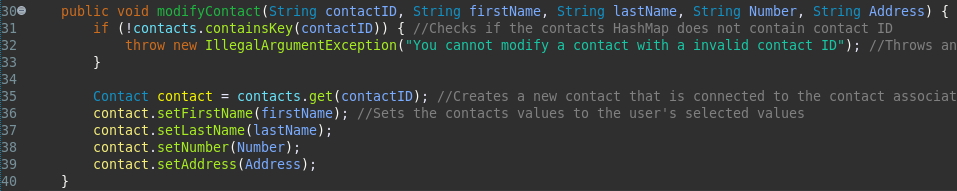 30 public void modifyContact(String contactID, String firstName, String lastName, String Number, String Address) {
31 if (!contacts.containsKey(contactID)) { //Checks if the contacts HashMap does not contain contact ID
32 throw new IllegalArgumentException("You cannot modify a contact with a invalid contact ID"); //Throws an
33 }
34
35 Contact contact = contacts.get(contactID); //Creates a new contact that is connected to the contact associat
36 contact.setFirstName(firstName); //Sets the contacts values to the user's selected values
37 contact.setLastName(lastName);
38 contact.setNumber(Number);
39 contact.setAddress(Address);
40 }